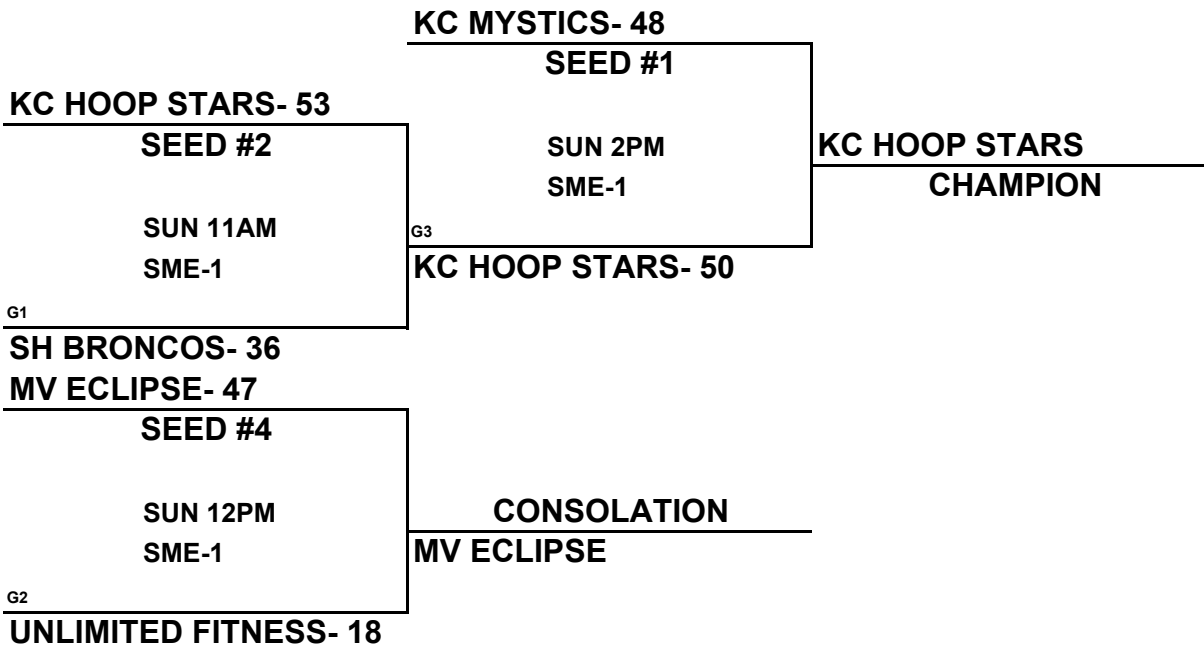 KC MYSTICS- 48
SEED #1
KC HOOP STARS- 53
SEED #2
SUN 2PM
KC HOOP STARS
SME-1
CHAMPION
SUN 11AM
G3
SME-1
KC HOOP STARS- 50
G1
SH BRONCOS- 36
MV ECLIPSE- 47
SEED #4
SUN 12PM
CONSOLATION
SME-1
MV ECLIPSE
G2
UNLIMITED FITNESS- 18